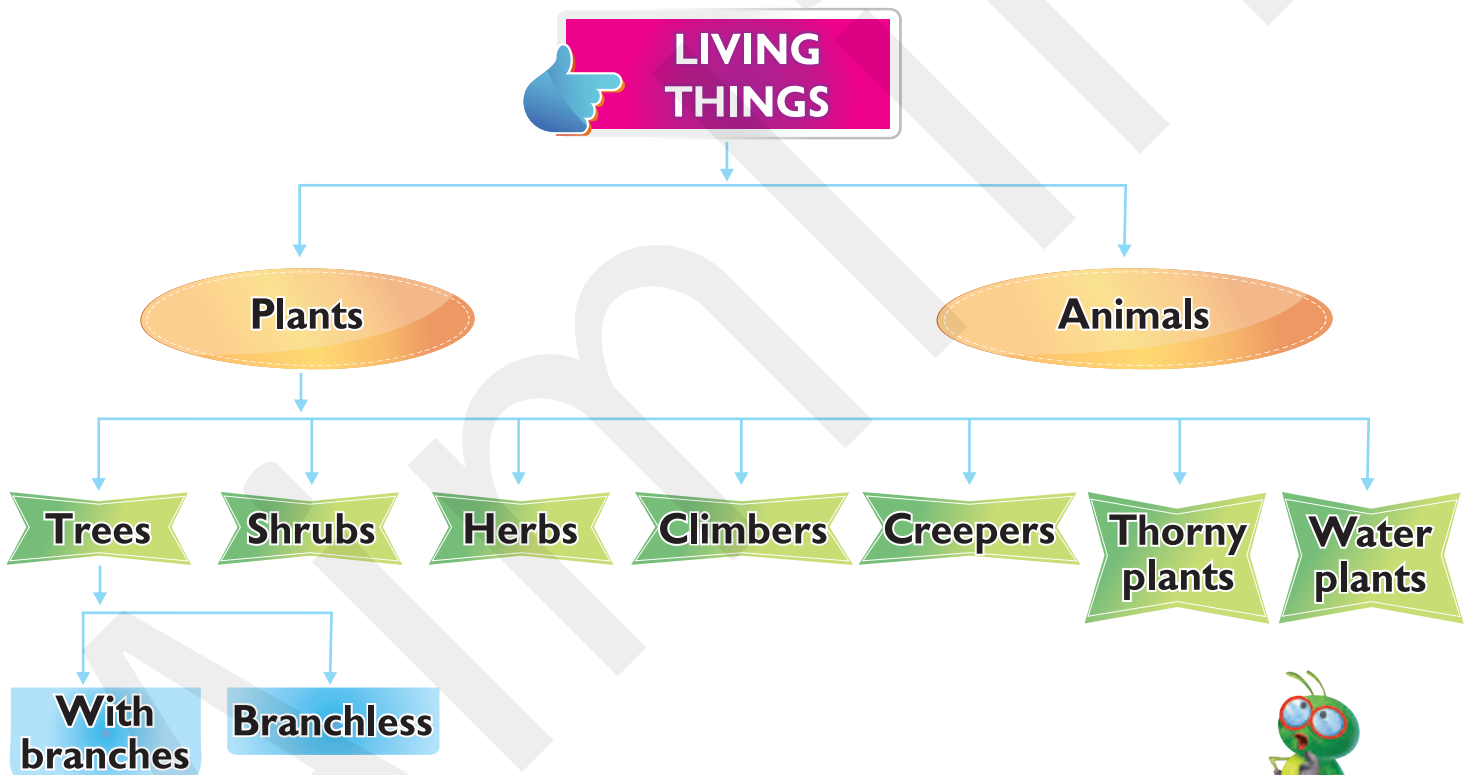 LIVING
THINGS
Plants
Animals
Trees
Shrubs
Herbs
Climbers
Creepers
Thorny
plants
Water
plants
With
branches
Branchless